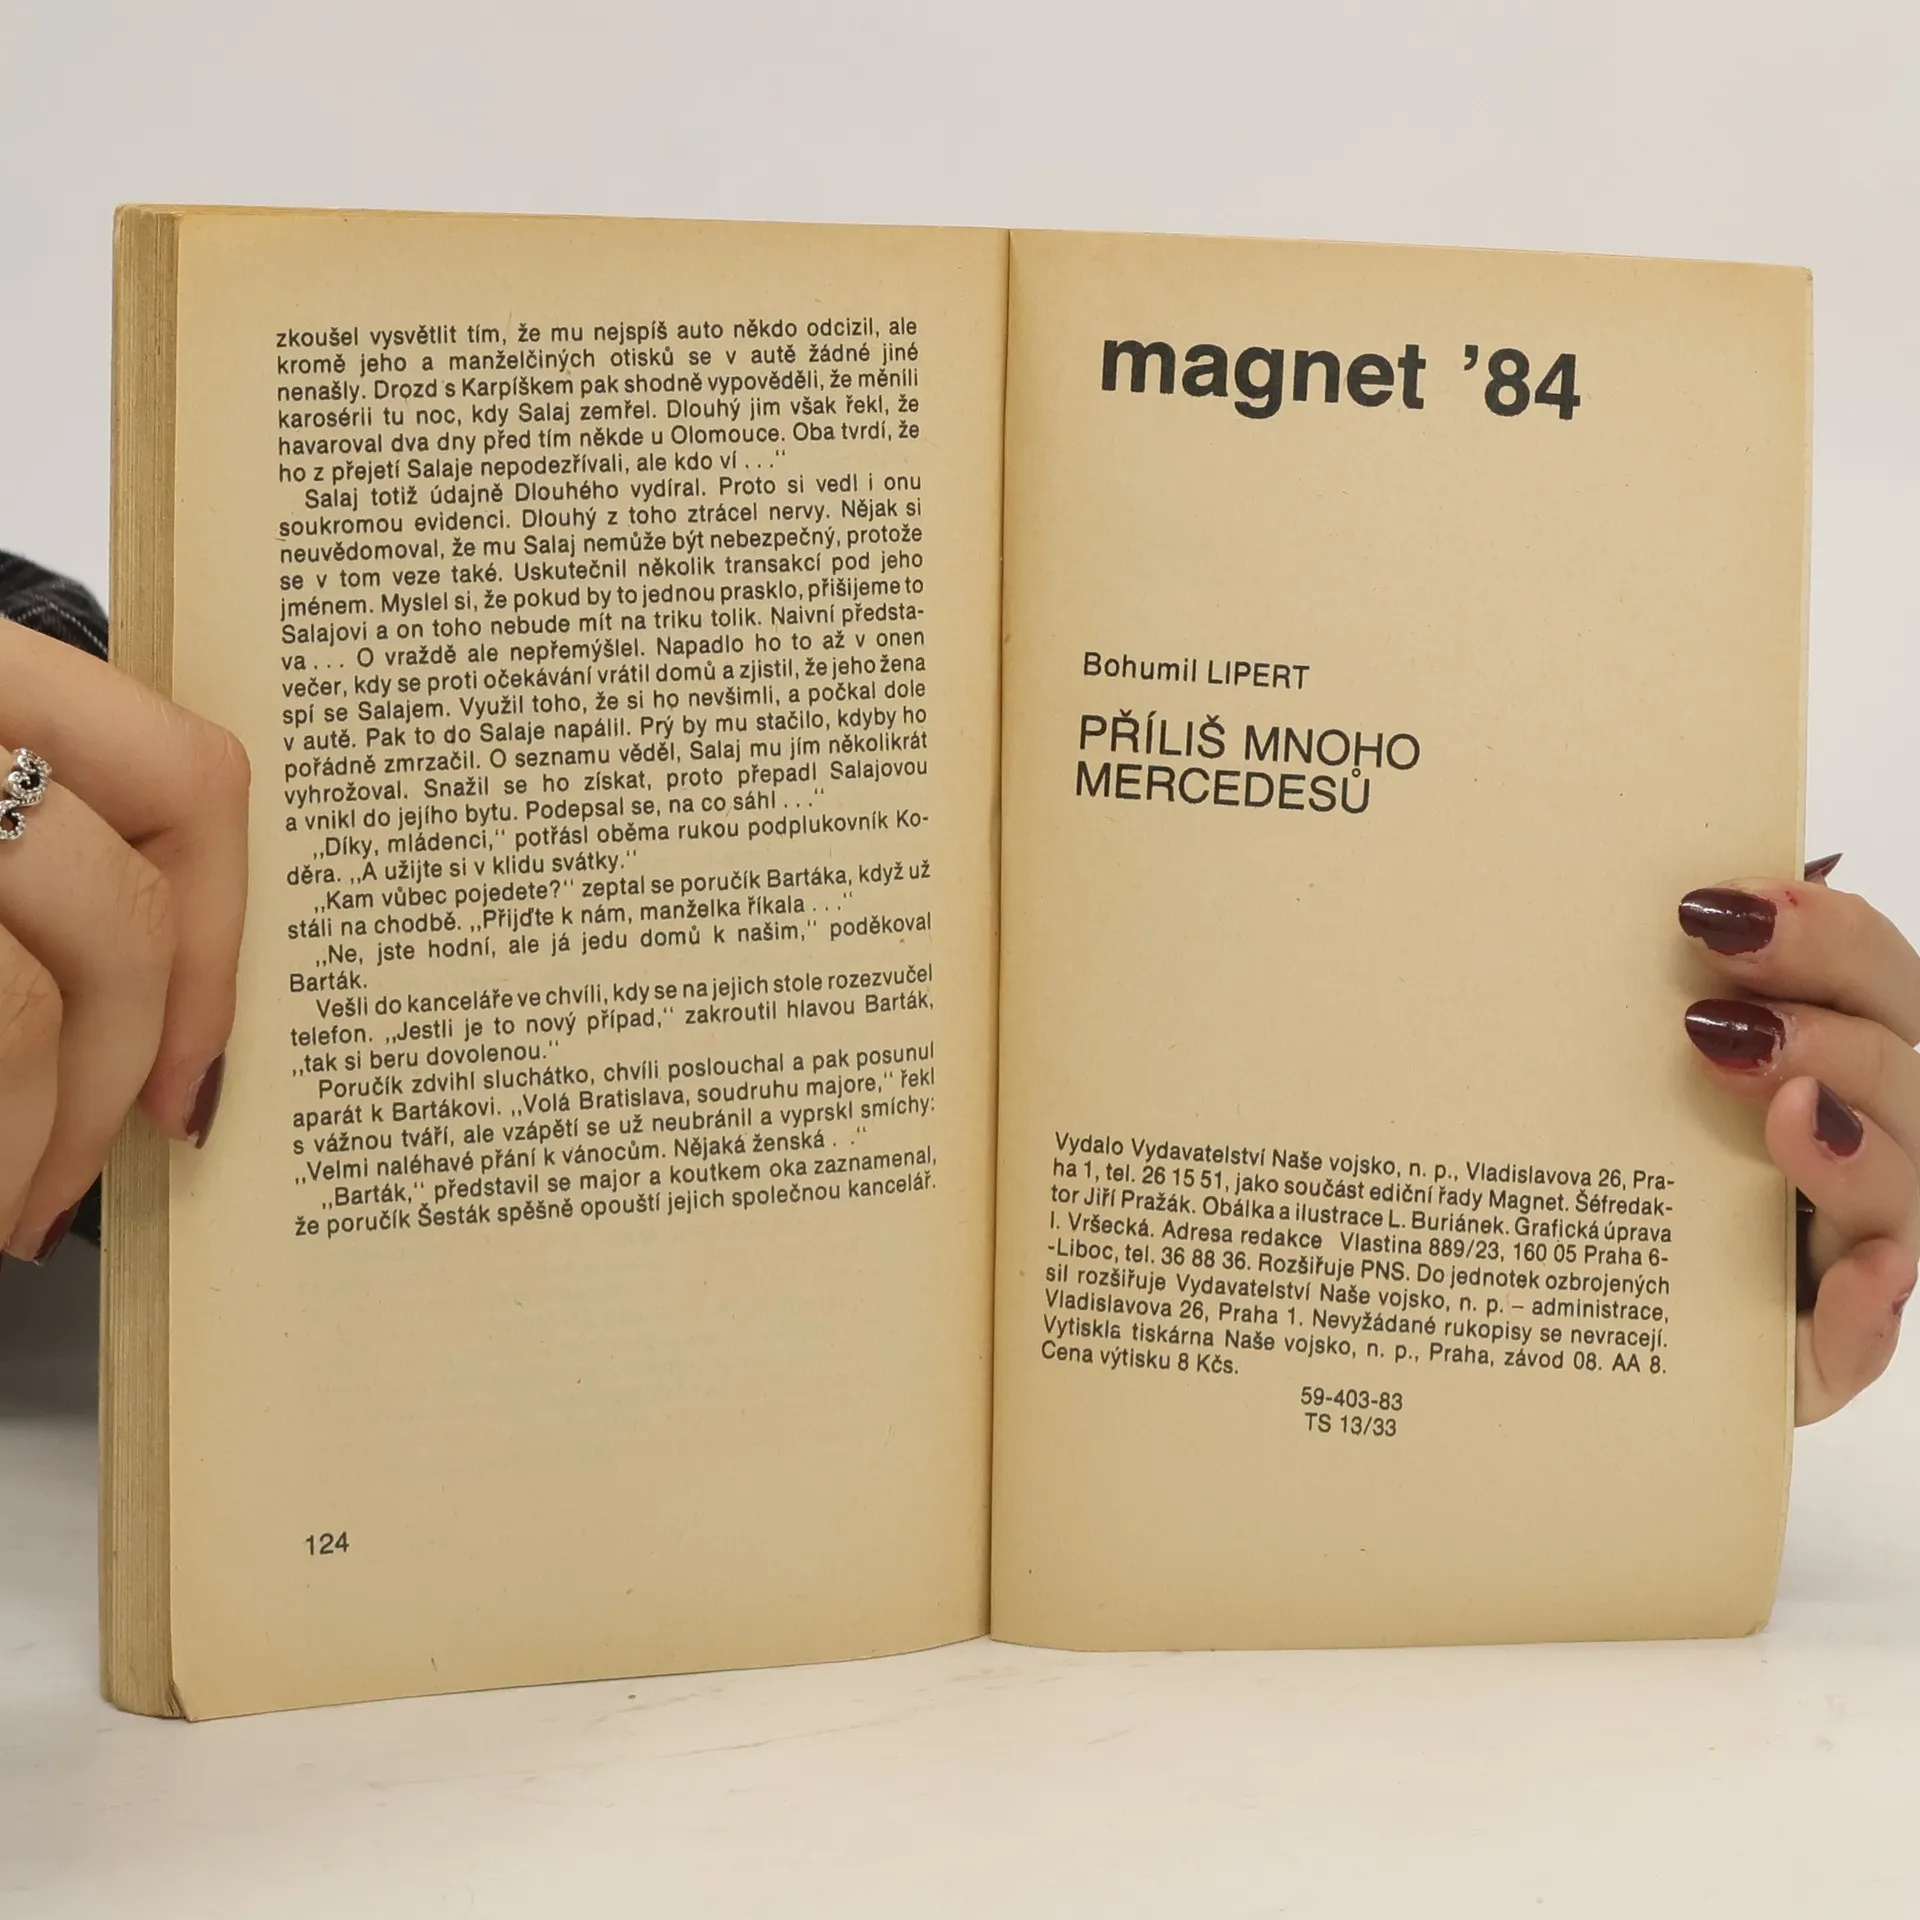 zkoušel vysvětlit tím, že mu nejspíš auto někdo odcizil, ale
kromě jeho a manželčiných otisků se v autě žádné jiné
nenašly. Drozd s Karpíškem pak shodně vypověděli, že měnili
karosérii tu noc, kdy Salaj zemřel. Dlouhý jim však řekl, že
havaroval dva dny před tím někde u Olomouce. Oba tvrdí, že
ho z přejetí Salaje nepodezřívali, ale kdo ví . . .“
Salaj totiž údajně Dlouhého vydíral. Proto si vedl i onu
soukromou evidenci. Dlouhý z toho ztrácel nervy. Nějak si
neuvědomoval, že mu Salaj nemůže být nebezpečný, protože
se v tom veze také. Uskutečnil několik transakcí pod jeho
jménem. Myslel si, že pokud by to jednou prasklo, přišijeme to
Salajovi a on toho nebude mít na triku tolik. Naivní předsta-
va . . . O vraždě ale nepřemýšlel. Napadlo ho to až v onen
večer, kdy se proti očekávání vrátil domů a zjistil, že jeho žena
spí se Salajem. Využil toho, že si ho nevšimli, a počkal dole
v autě. Pak to do Salaje napálil. Prý by mu stačilo, kdyby ho
pořádně zmrzačil. O seznamu věděl, Salaj mu jím několikrát
vyhrožoval. Snažil se ho získat, proto přepadl Salajovou
a vnikl do jejího bytu. Podepsal se, na co sáhl . . .“
„Díky, mládenci,“ potřásl oběma rukou podplukovník Ko-
děra. „A užijte si v klidu svátky.“
„Kam vůbec pojedete?“ zeptal se poručík Bartáka, když už
stáli na chodbě. „Přijďte k nám, manželka říkala . . .“
„Ne, jste hodní, ale já jedu domů k našim,“ poděkoval
Barták.
Vešli do kanceláře ve chvíli, kdy se na jejich stole rozezvučel
telefon. „Jestli je to nový případ,“ zakroutil hlavou Barták,
„tak si beru dovolenou.“
Poručík zdvihl sluchátko, chvíli poslouchal a pak posunul
aparát k Bartákovi. „Volá Bratislava, soudruhu majore,“ řekl
s vážnou tváří, ale vzápětí se už neubránil a vyprskl smíchy:
„Velmi naléhavé přání k vánocům. Nějaká ženská . .“
„Barták,“ představil se major a koutkem oka zaznamenal,
že poručík Šesták spěšně opouští jejich společnou kancelář.
124
magnet ’84
Bohumil LIPERT
PŘÍLIŠ MNOHO
MERCEDESŮ
Vydalo Vydavatelství Naše vojsko, n. p., Vladislavova 26, Pra-
ha 1, tel. 26 15 51, jako součást ediční řady Magnet. Šéfredak-
tor Jiří Pražák. Obálka a ilustrace L. Buriánek. Grafická úprava
I. Vršecká. Adresa redakce Vlastina 889/23, 160 05 Praha 6-
-Liboc, tel. 36 88 36. Rozšiřuje PNS. Do jednotek ozbrojených
sil rozšiřuje Vydavatelství Naše vojsko, n. p. – administrace,
Vladislavova 26, Praha 1. Nevyžádané rukopisy se nevracejí.
Vytiskla tiskárna Naše vojsko, n. p., Praha, závod 08. AA 8.
Cena výtisku 8 Kčs.
59-403-83
TS 13/33